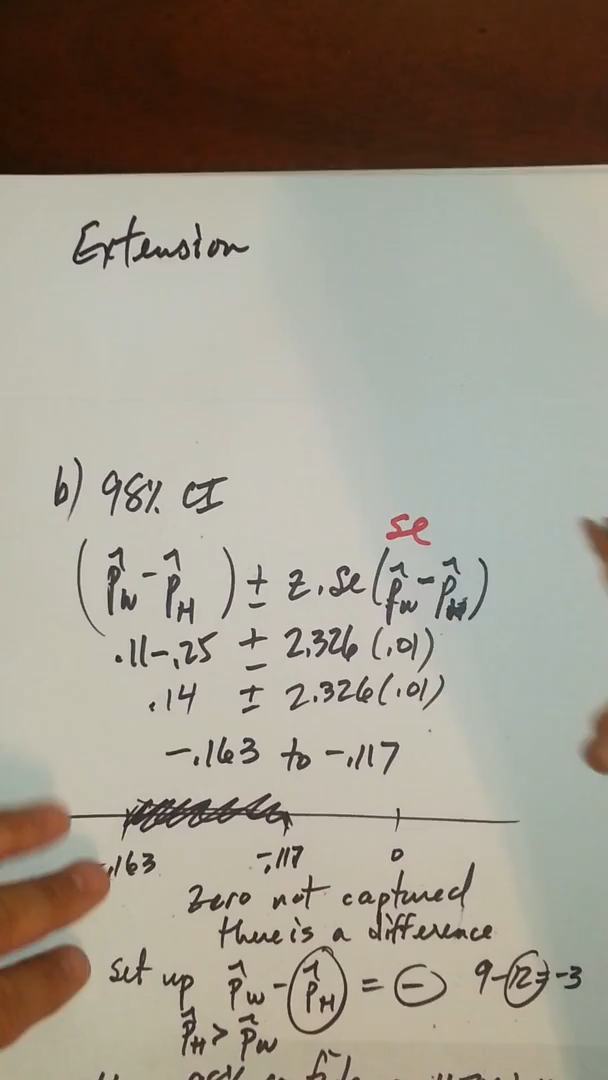 Extension
b) 98% CI
se
(p̂w - p̂H) ± z. se(p̂w - p̂H)
.11-.25 ± 2.326 (.01)
.14 ± 2.326 (.01)
-.163 to -.117
.163 -.117 0
Zero not captured
there is a difference
set up p̂w - p̂H = - 9-12=-3
p̂H > p̂w